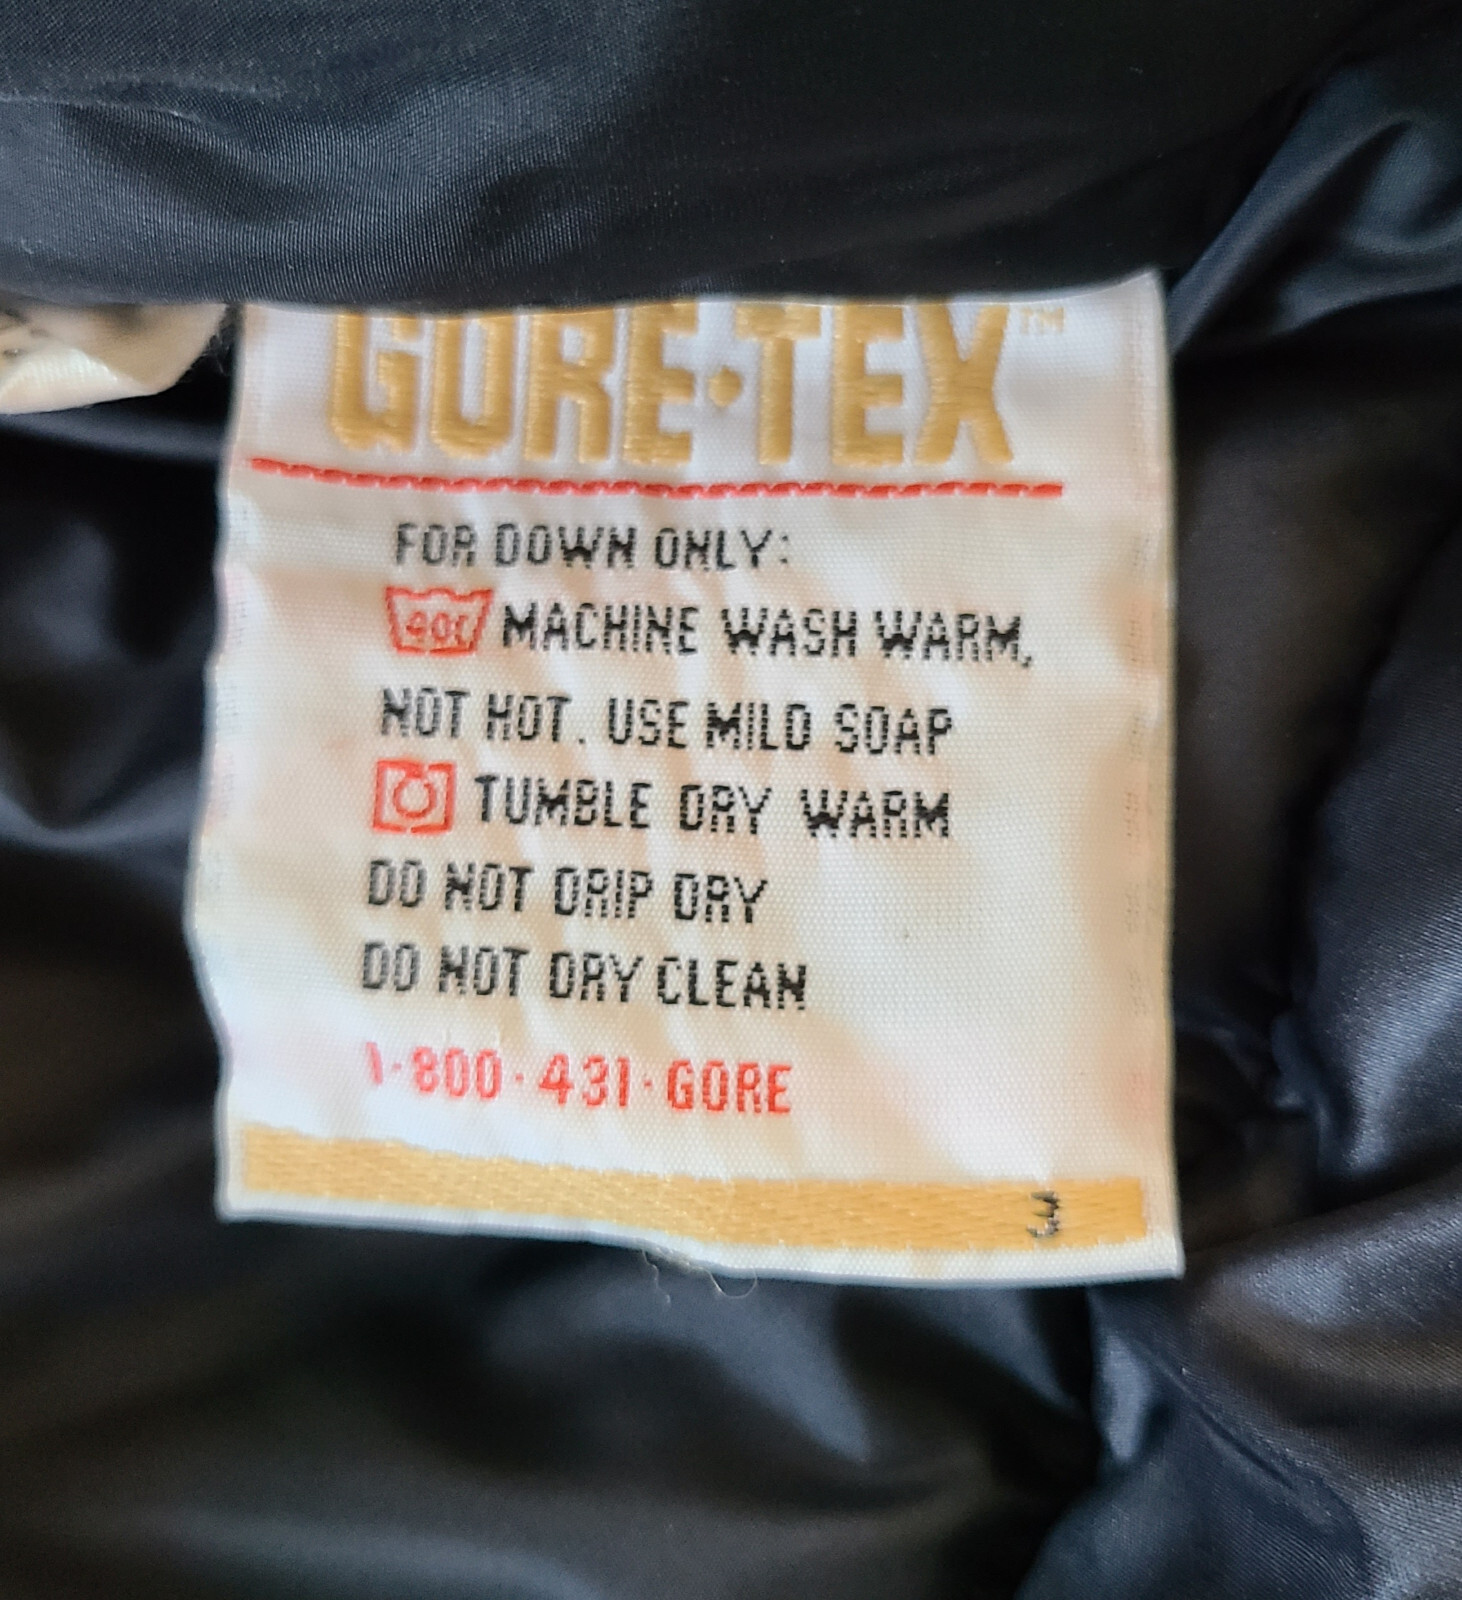 GORE·TEX™
FOR DOWN ONLY:
40C MACHINE WASH WARM,
NOT HOT. USE MILD SOAP
TUMBLE DRY WARM
DO NOT DRIP DRY
DO NOT DRY CLEAN
1·800·431·GORE
3